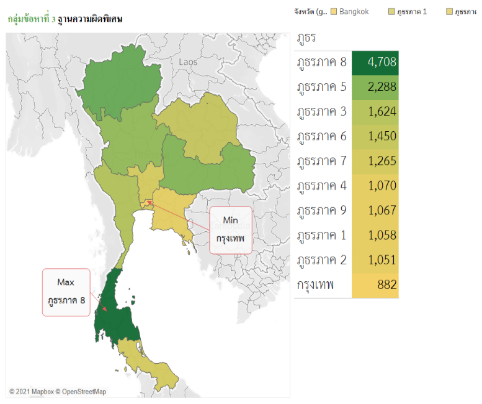 กลุ่มข้อหาที่ 3 ฐานความผิดพิเศษ
จังหวัด (g.. Bangkok ภูธรภาค 1 ภูธรภา
Laos
ภูธร
ภูธรภาค 8 4,708
ภูธรภาค 5 2,288
ภูธรภาค 3 1,624
ภูธรภาค 6 1,450
ภูธรภาค 7 1,265
ภูธรภาค 4 1,070
ภูธรภาค 9 1,067
ภูธรภาค 1 1,058
ภูธรภาค 2 1,051
กรุงเทพ 882
Min
กรุงเทพ
Max
ภูธรภาค 8
© 2021 Mapbox © OpenStreetMap